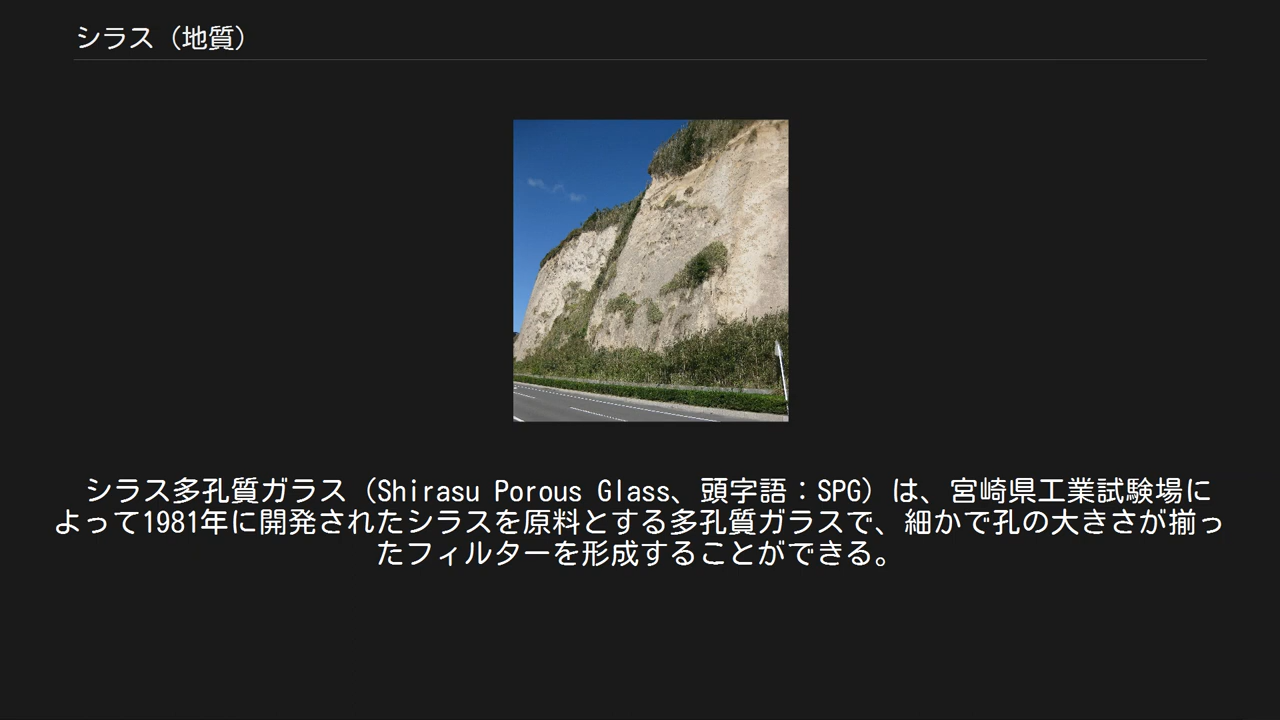 シラス（地質）
シラス多孔質ガラス（Shirasu Porous Glass、頭字語：SPG）は、宮崎県工業試験場に
よって1981年に開発されたシラスを原料とする多孔質ガラスで、細かで孔の大きさが揃っ
たフィルターを形成することができる。